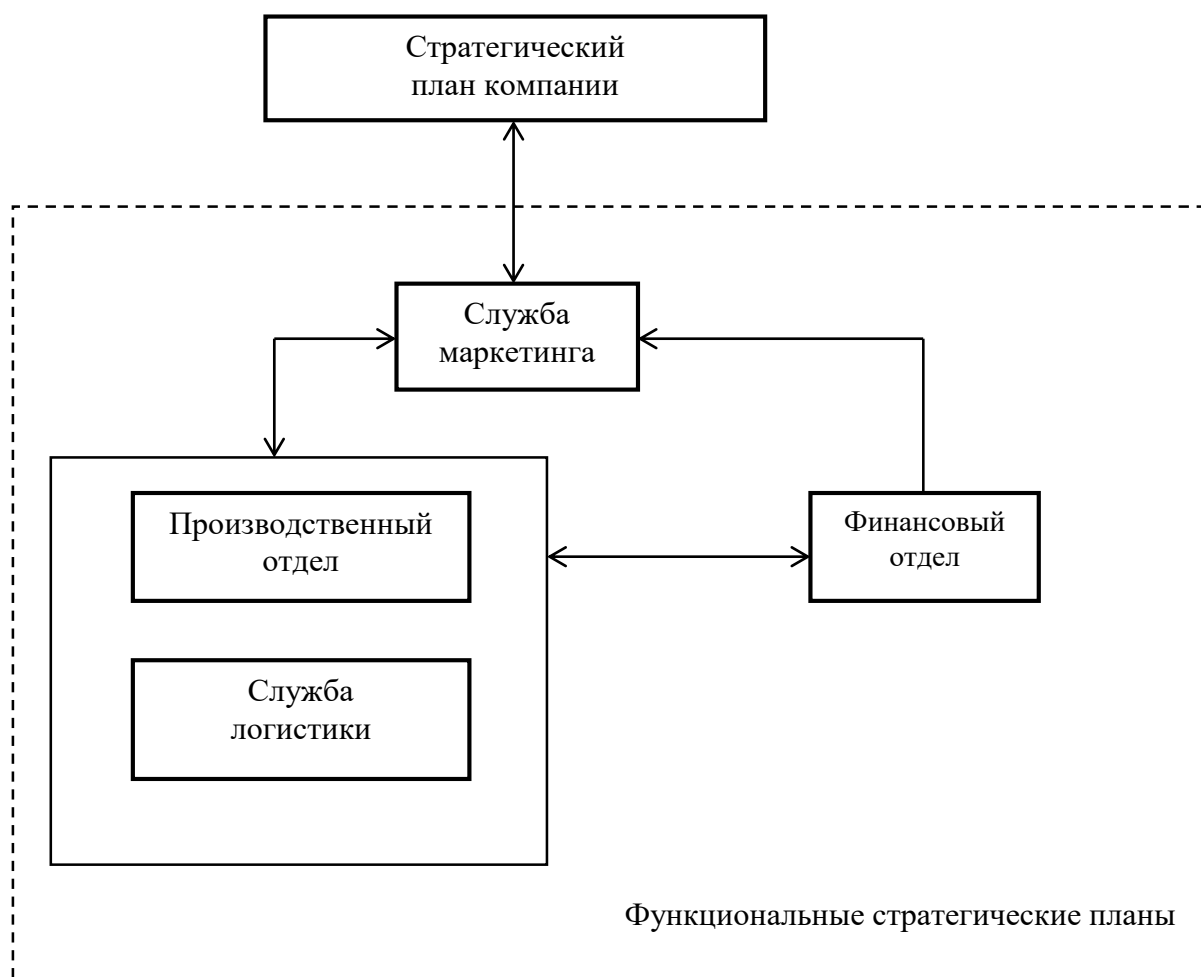 Стратегический
план компании
Служба
маркетинга
Производственный
отдел
Финансовый
отдел
Служба
логистики
Функциональные стратегические планы